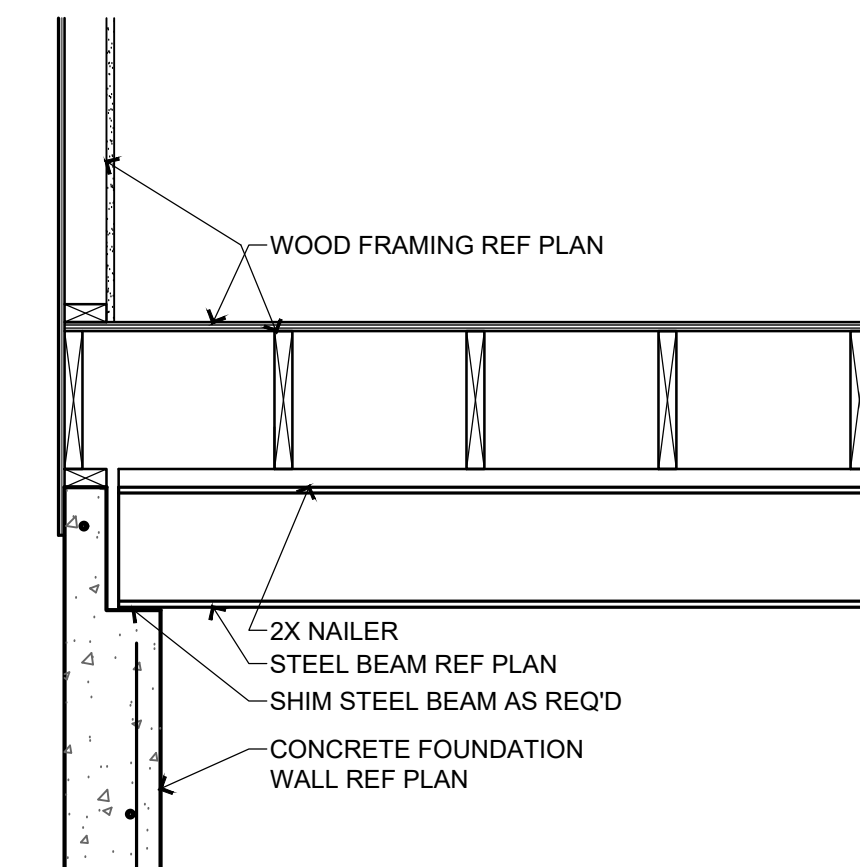 WOOD FRAMING REF PLAN
2X NAILER
STEEL BEAM REF PLAN
SHIM STEEL BEAM AS REQ'D
CONCRETE FOUNDATION
WALL REF PLAN